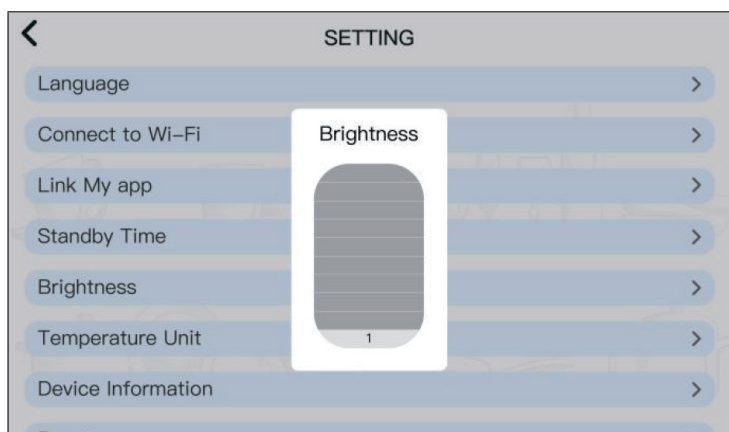 SETTING
Language
Connect to Wi-Fi
Brightness
Link My app
Standby Time
Brightness
Temperature Unit
1
Device Information